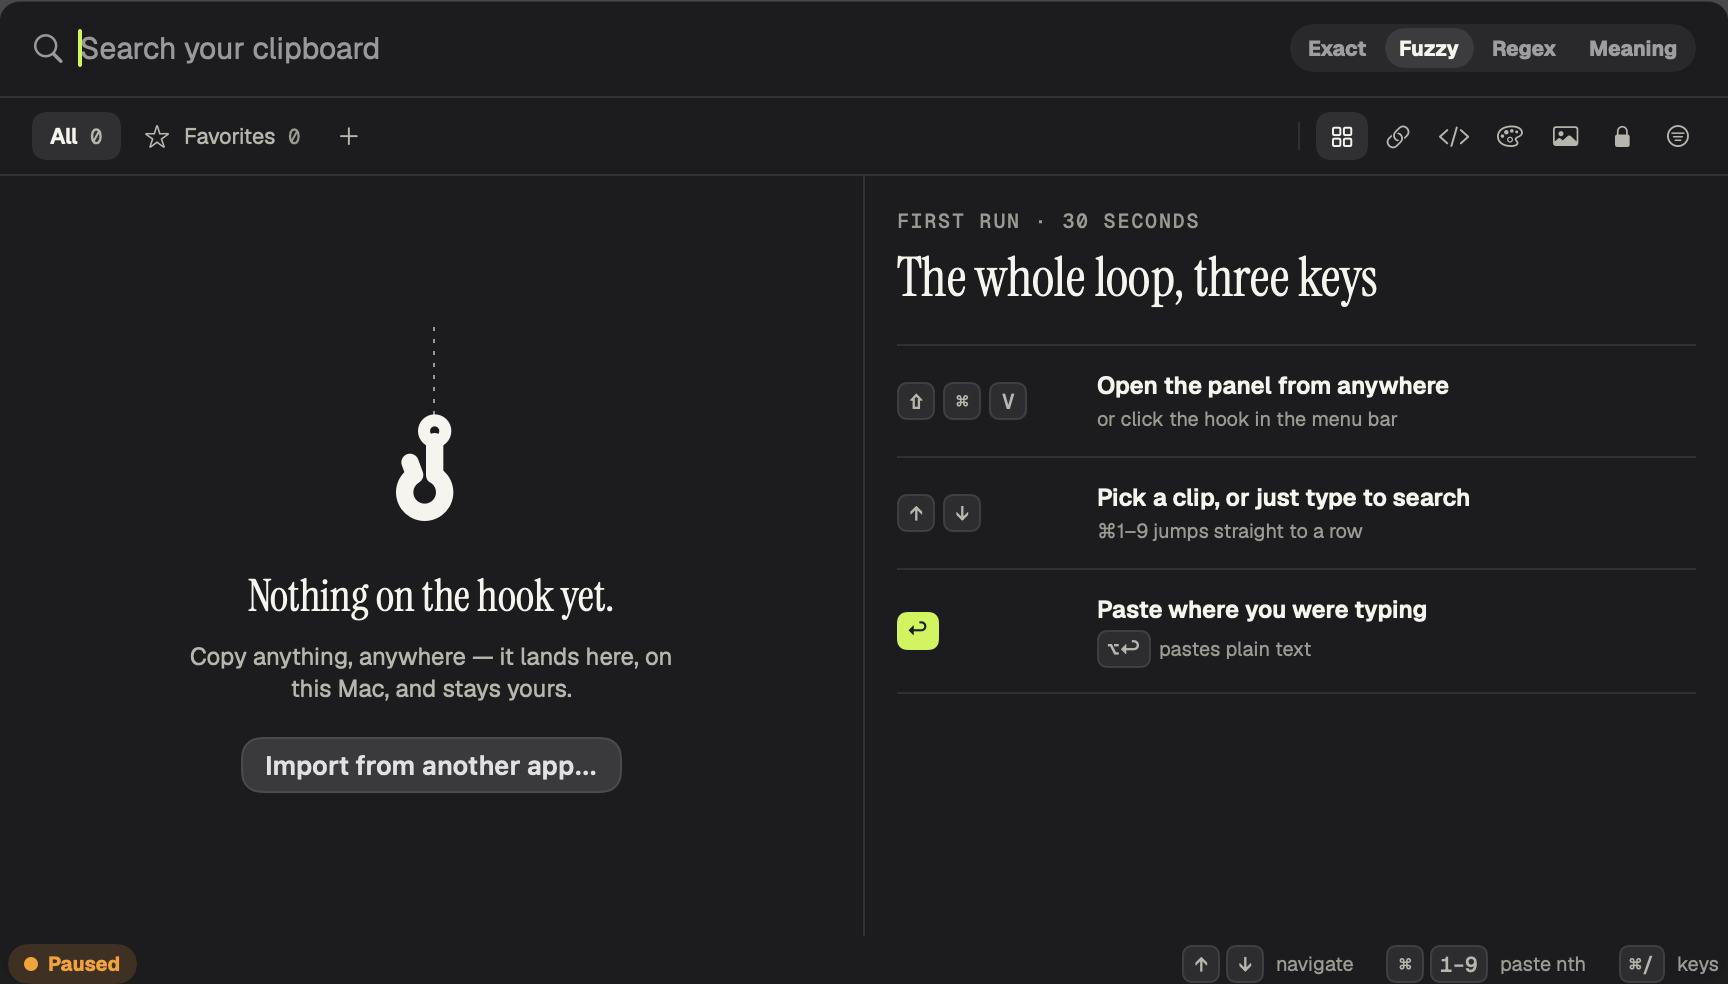 Search your clipboard
Exact Fuzzy Regex Meaning
All 0 Favorites 0 +
Nothing on the hook yet.
Copy anything, anywhere — it lands here, on
this Mac, and stays yours.
Import from another app...
FIRST RUN · 30 SECONDS
The whole loop, three keys
⇧ ⌘ V
Open the panel from anywhere
or click the hook in the menu bar
↑ ↓
Pick a clip, or just type to search
⌘1–9 jumps straight to a row
↩
Paste where you were typing
⌥↩ pastes plain text
Paused
↑ ↓ navigate ⌘ 1-9 paste nth ⌘/ keys